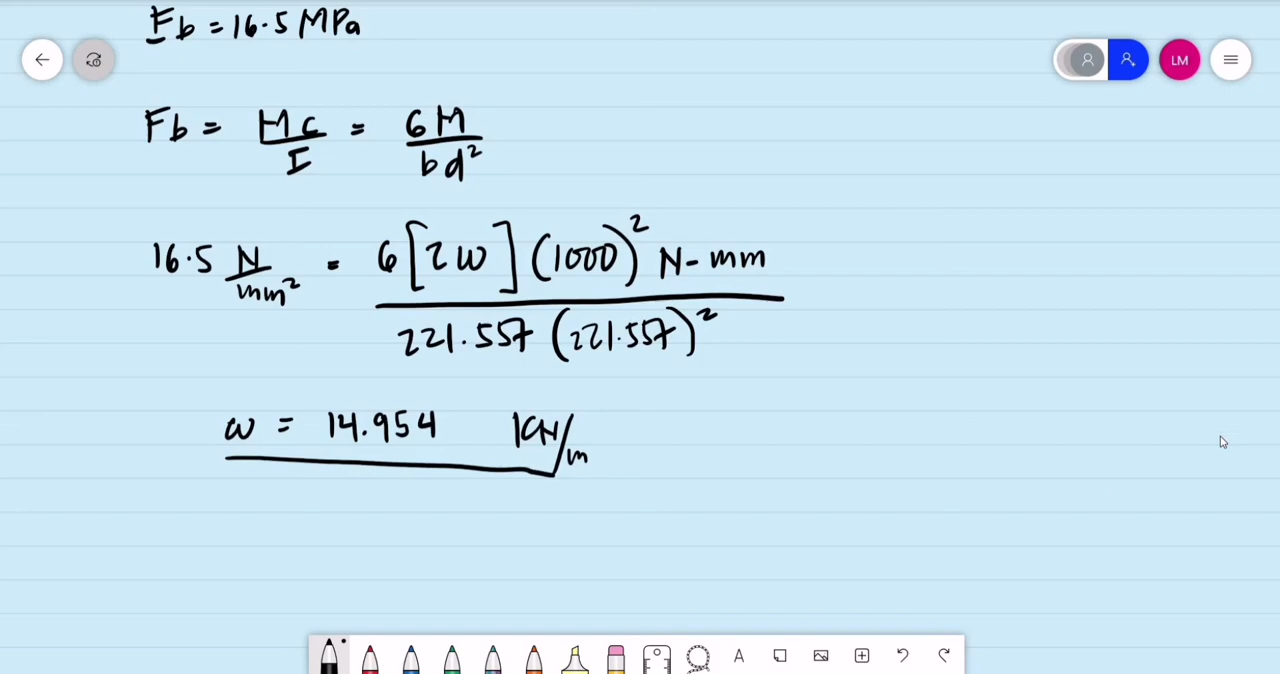 Fb = 16.5 MPa
LM
Fb = Mc/I = 6M/bd²
16.5 N/mm² = 6[2w](1000)² N-mm / 221.557(221.557)²
w = 14.954 kN/m
A